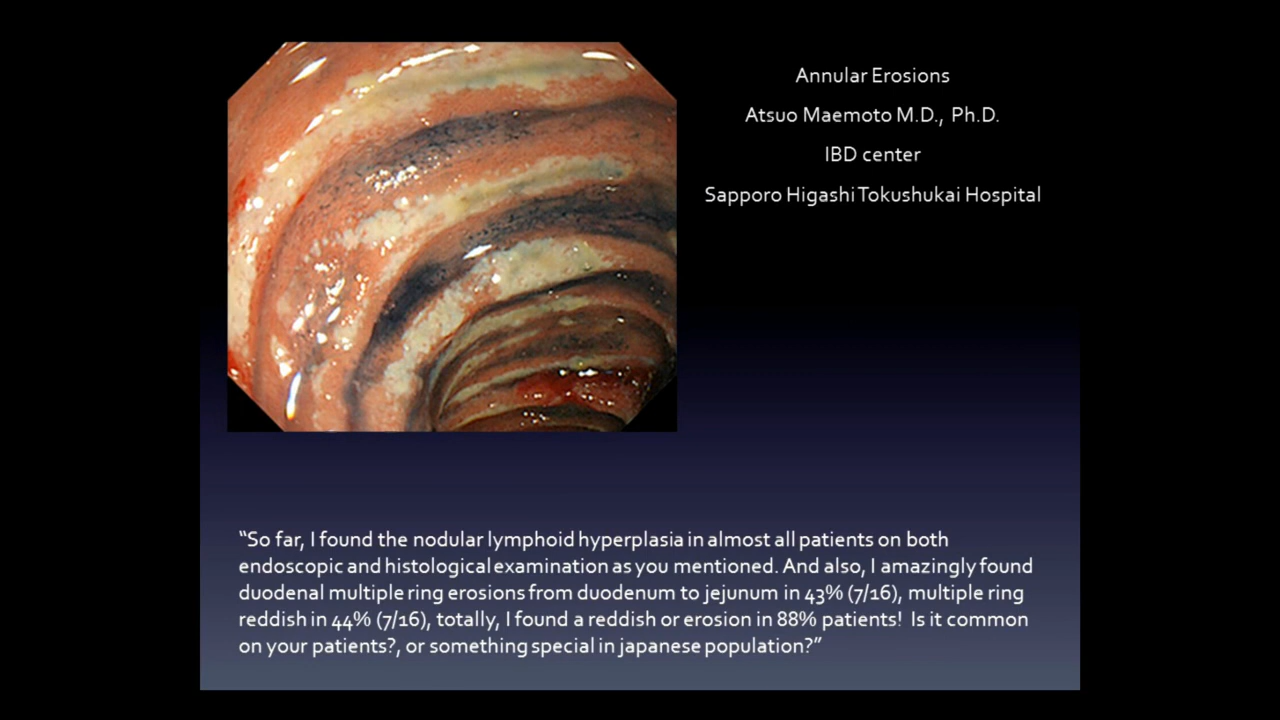 Annular Erosions
Atsuo Maemoto M.D., Ph.D.
IBD center
Sapporo Higashi Tokushukai Hospital
“So far, I found the nodular lymphoid hyperplasia in almost all patients on both
endoscopic and histological examination as you mentioned. And also, I amazingly found
duodenal multiple ring erosions from duodenum to jejunum in 43% (7/16), multiple ring
reddish in 44% (7/16), totally, I found a reddish or erosion in 88% patients! Is it common
on your patients?, or something special in japanese population?”